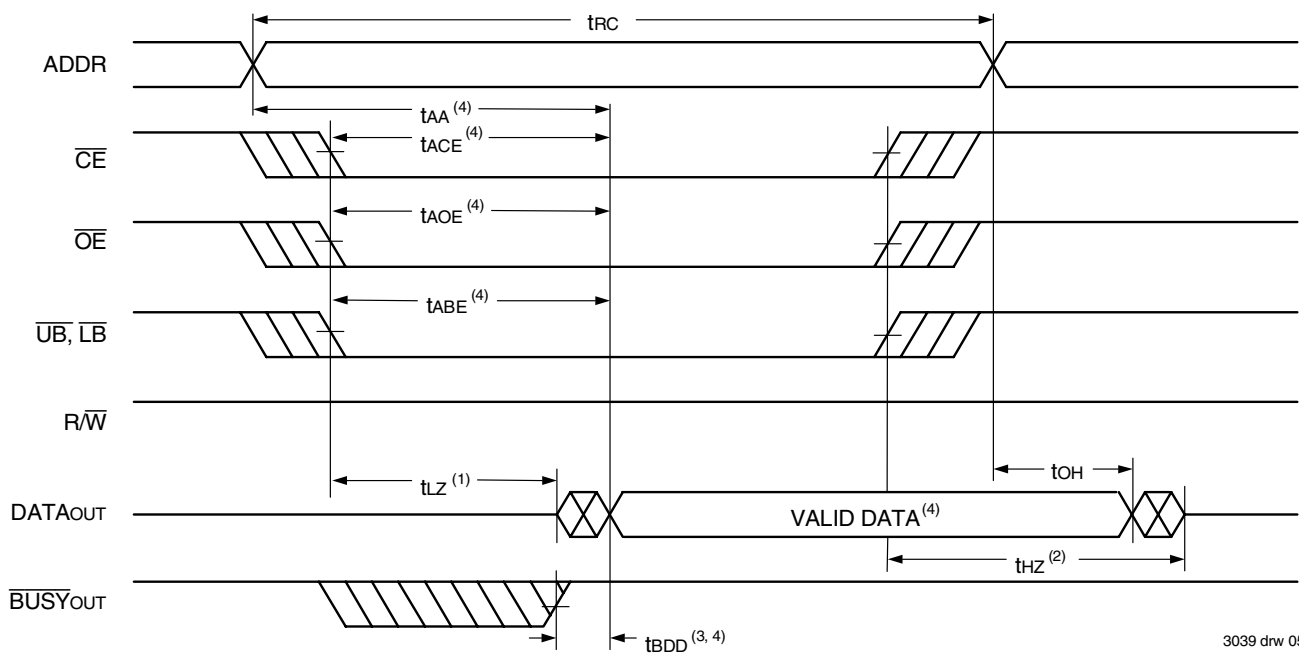 tRC
ADDR
tAA (4)
tACE (4)
CE
tAOE (4)
OE
tABE (4)
UB, LB
R/W
tOH
tLZ (1)
DATAOUT
VALID DATA(4)
tHZ (2)
BUSYOUT
tBDD (3, 4)
3039 drw 05